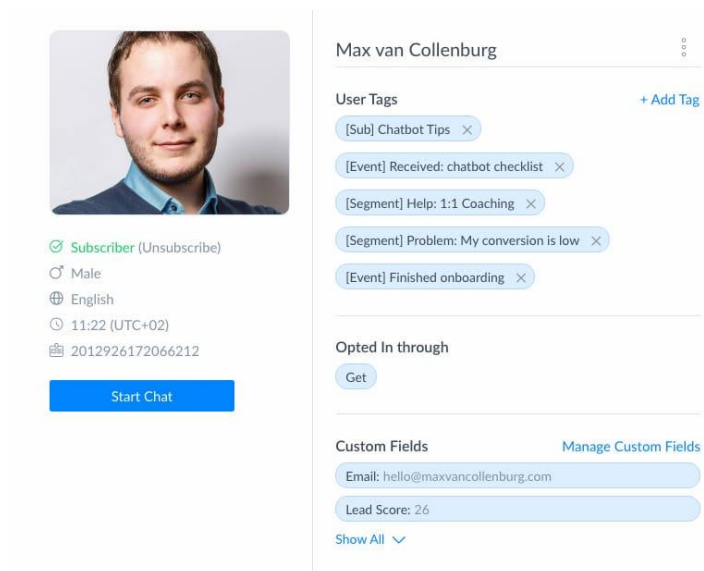 Max van Collenburg
User Tags
+ Add Tag
[Sub] Chatbot Tips
[Event] Received: chatbot checklist
[Segment] Help: 1:1 Coaching
[Segment] Problem: My conversion is low
[Event] Finished onboarding
Subscriber (Unsubscribe)
Male
English
11:22 (UTC+02)
2012926172066212
Start Chat
Opted In through
Get
Custom Fields
Manage Custom Fields
Email: hello@maxvancollenburg.com
Lead Score: 26
Show All